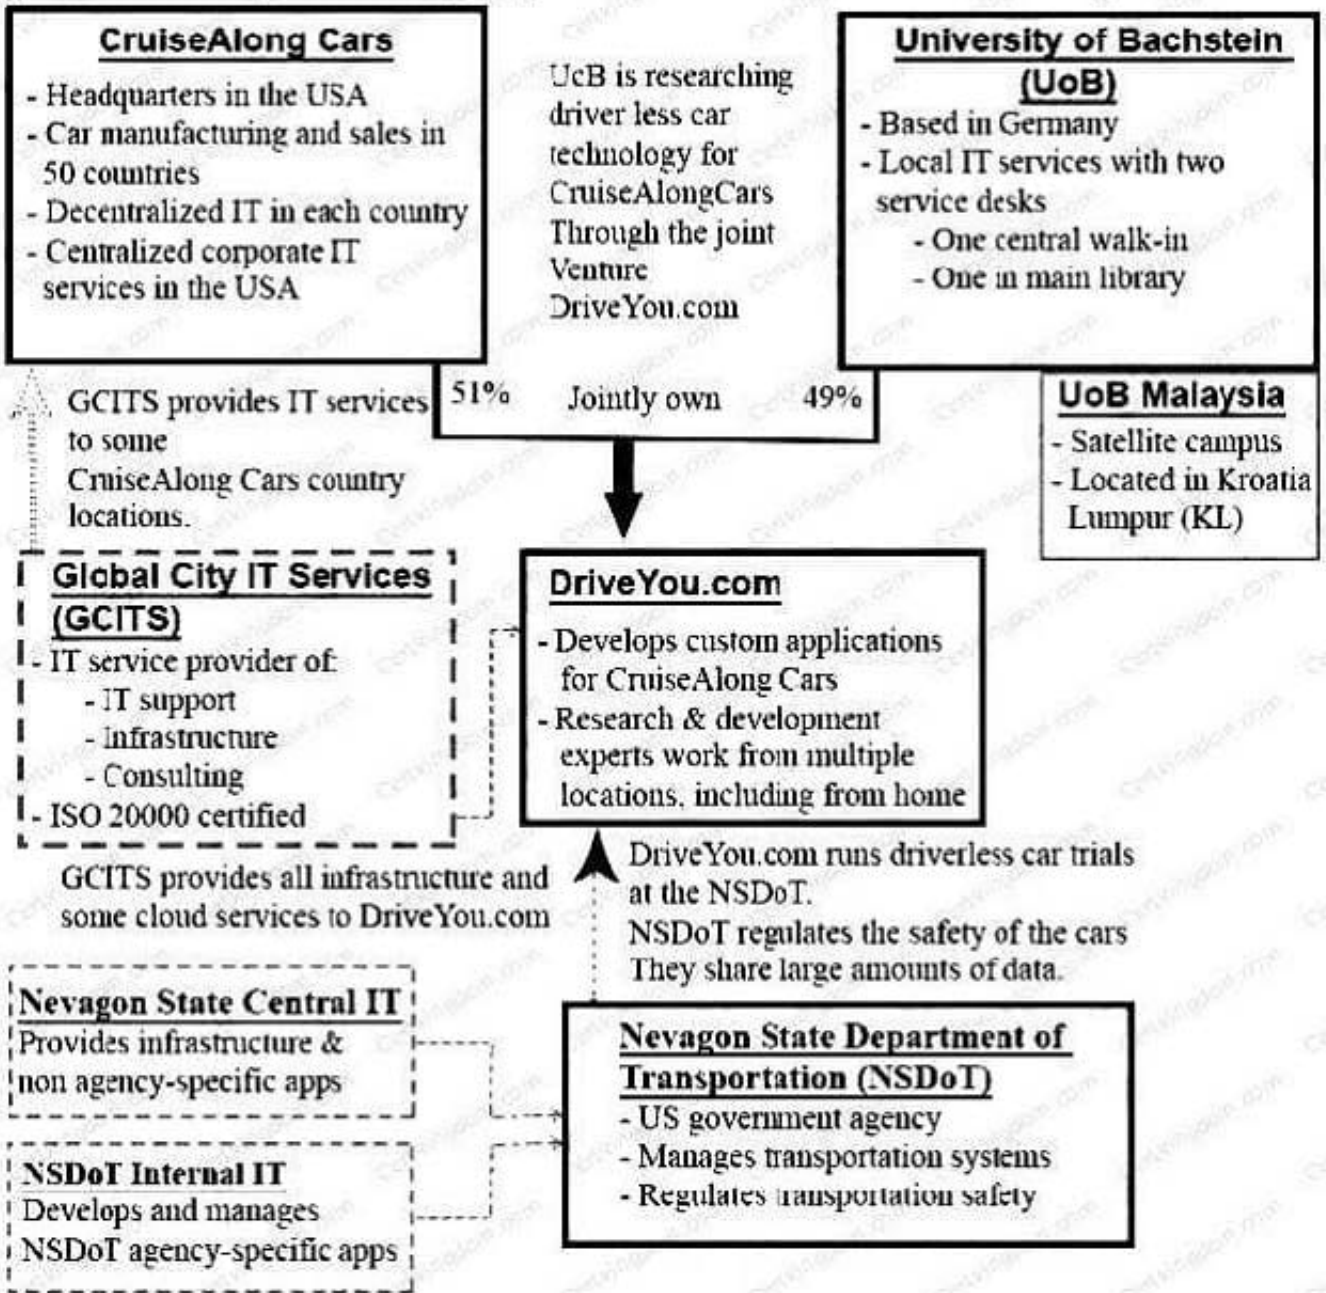 CruiseAlong Cars
- Headquarters in the USA
- Car manufacturing and sales in
50 countries
- Decentralized IT in each country
- Centralized corporate IT
services in the USA
UcB is researching
driver less car
technology for
CruiseAlongCars
Through the joint
Venture
DriveYou.com
University of Bachstein
(UoB)
- Based in Germany
- Local IT services with two
service desks
- One central walk-in
- One in main library
51% Jointly own 49%
UoB Malaysia
- Satellite campus
- Located in Kroatia
Lumpur (KL)
GCITS provides IT services
to some
CruiseAlong Cars country
locations.
Global City IT Services
(GCITS)
- IT service provider of:
- IT support
- Infrastructure
- Consulting
- ISO 20000 certified
DriveYou.com
- Develops custom applications
for CruiseAlong Cars
- Research & development
experts work from multiple
locations, including from home
GCITS provides all infrastructure and
some cloud services to DriveYou.com
DriveYou.com runs driverless car trials
at the NSDoT.
NSDoT regulates the safety of the cars
They share large amounts of data.
Nevagon State Central IT
Provides infrastructure &
non agency-specific apps
NSDoT Internal IT
Develops and manages
NSDoT agency-specific apps
Nevagon State Department of
Transportation (NSDoT)
- US government agency
- Manages transportation systems
- Regulates transportation safety